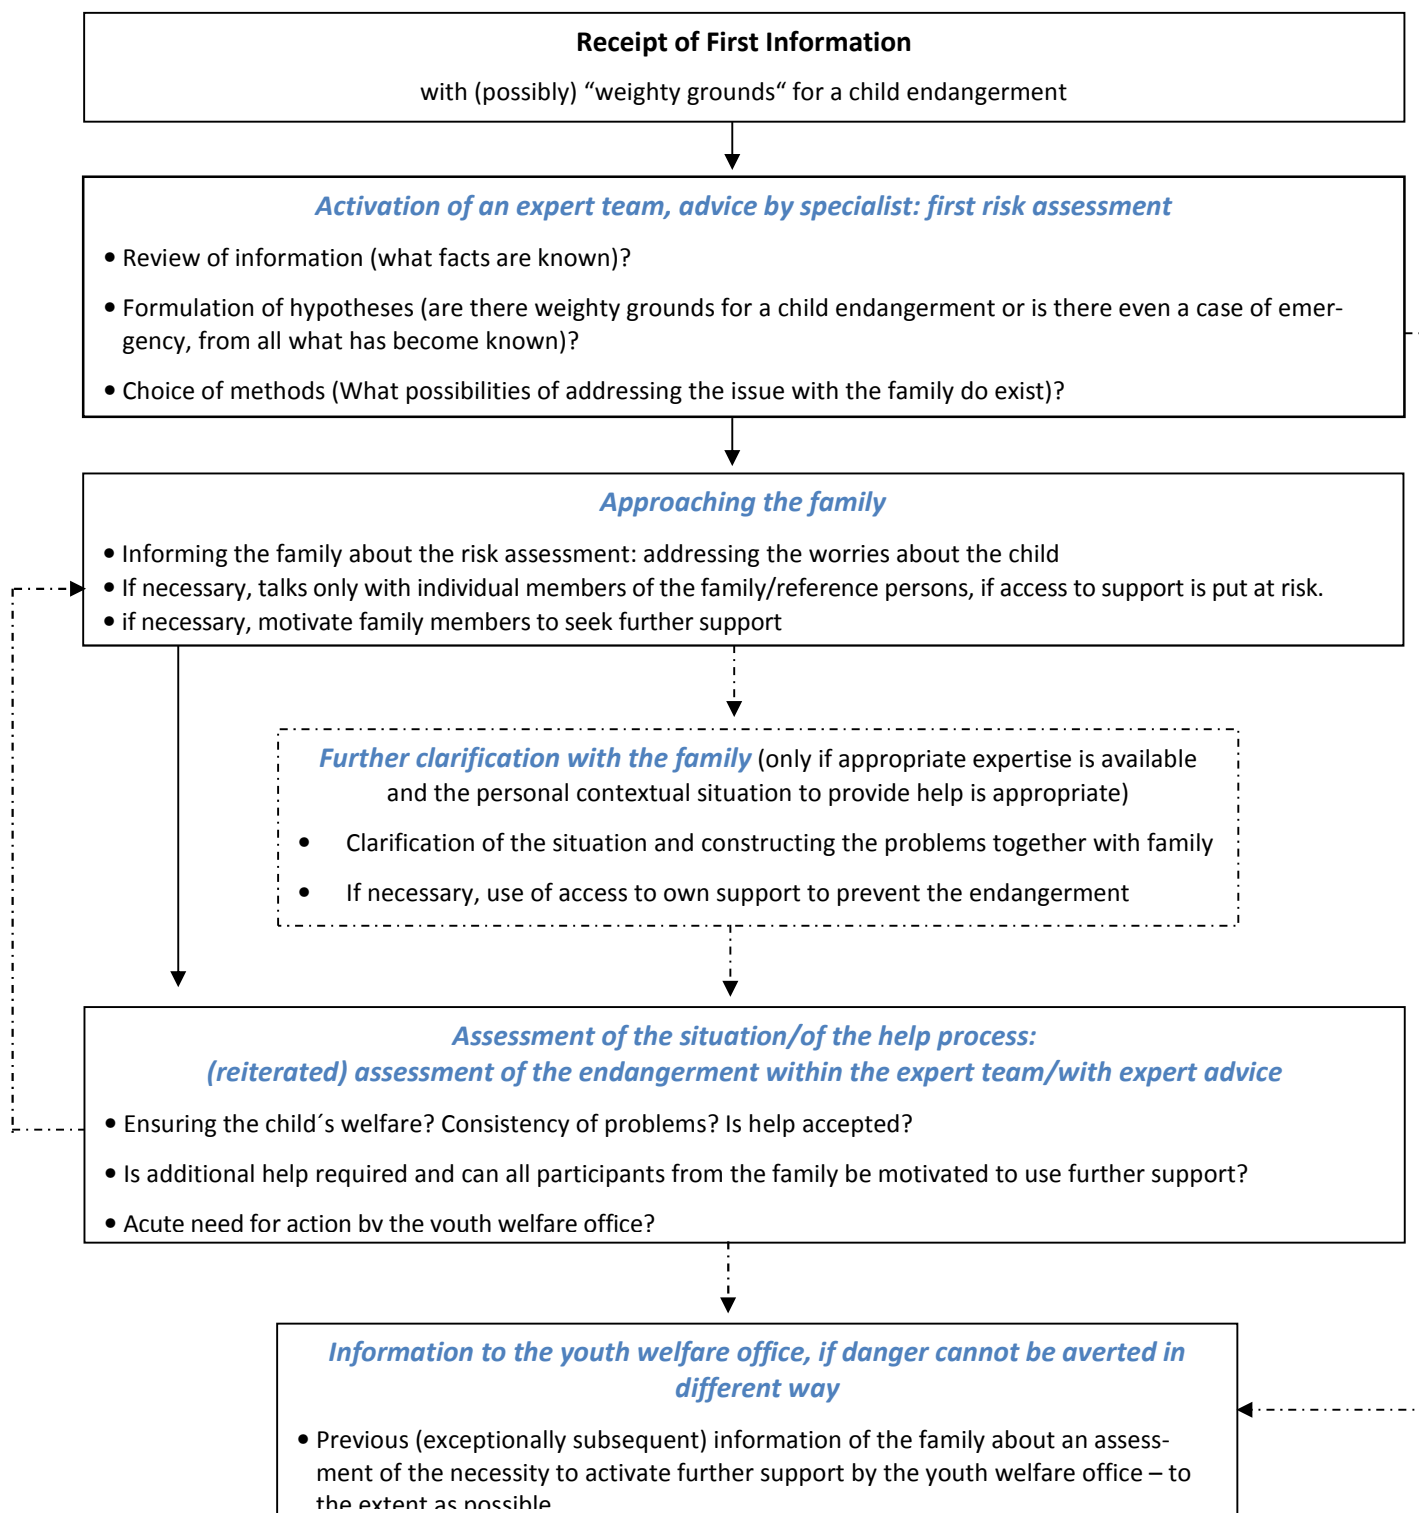 Receipt of First Information
with (possibly) “weighty grounds“ for a child endangerment
Activation of an expert team, advice by specialist: first risk assessment
• Review of information (what facts are known)?
• Formulation of hypotheses (are there weighty grounds for a child endangerment or is there even a case of emer-
gency, from all what has become known)?
• Choice of methods (What possibilities of addressing the issue with the family do exist)?
Approaching the family
• Informing the family about the risk assessment: addressing the worries about the child
• If necessary, talks only with individual members of the family/reference persons, if access to support is put at risk.
• if necessary, motivate family members to seek further support
Further clarification with the family (only if appropriate expertise is available
and the personal contextual situation to provide help is appropriate)
• Clarification of the situation and constructing the problems together with family
• If necessary, use of access to own support to prevent the endangerment
Assessment of the situation/of the help process:
(reiterated) assessment of the endangerment within the expert team/with expert advice
• Ensuring the child´s welfare? Consistency of problems? Is help accepted?
• Is additional help required and can all participants from the family be motivated to use further support?
• Acute need for action by the youth welfare office?
Information to the youth welfare office, if danger cannot be averted in
different way
• Previous (exceptionally subsequent) information of the family about an assess-
ment of the necessity to activate further support by the youth welfare office – to
the extent as possible